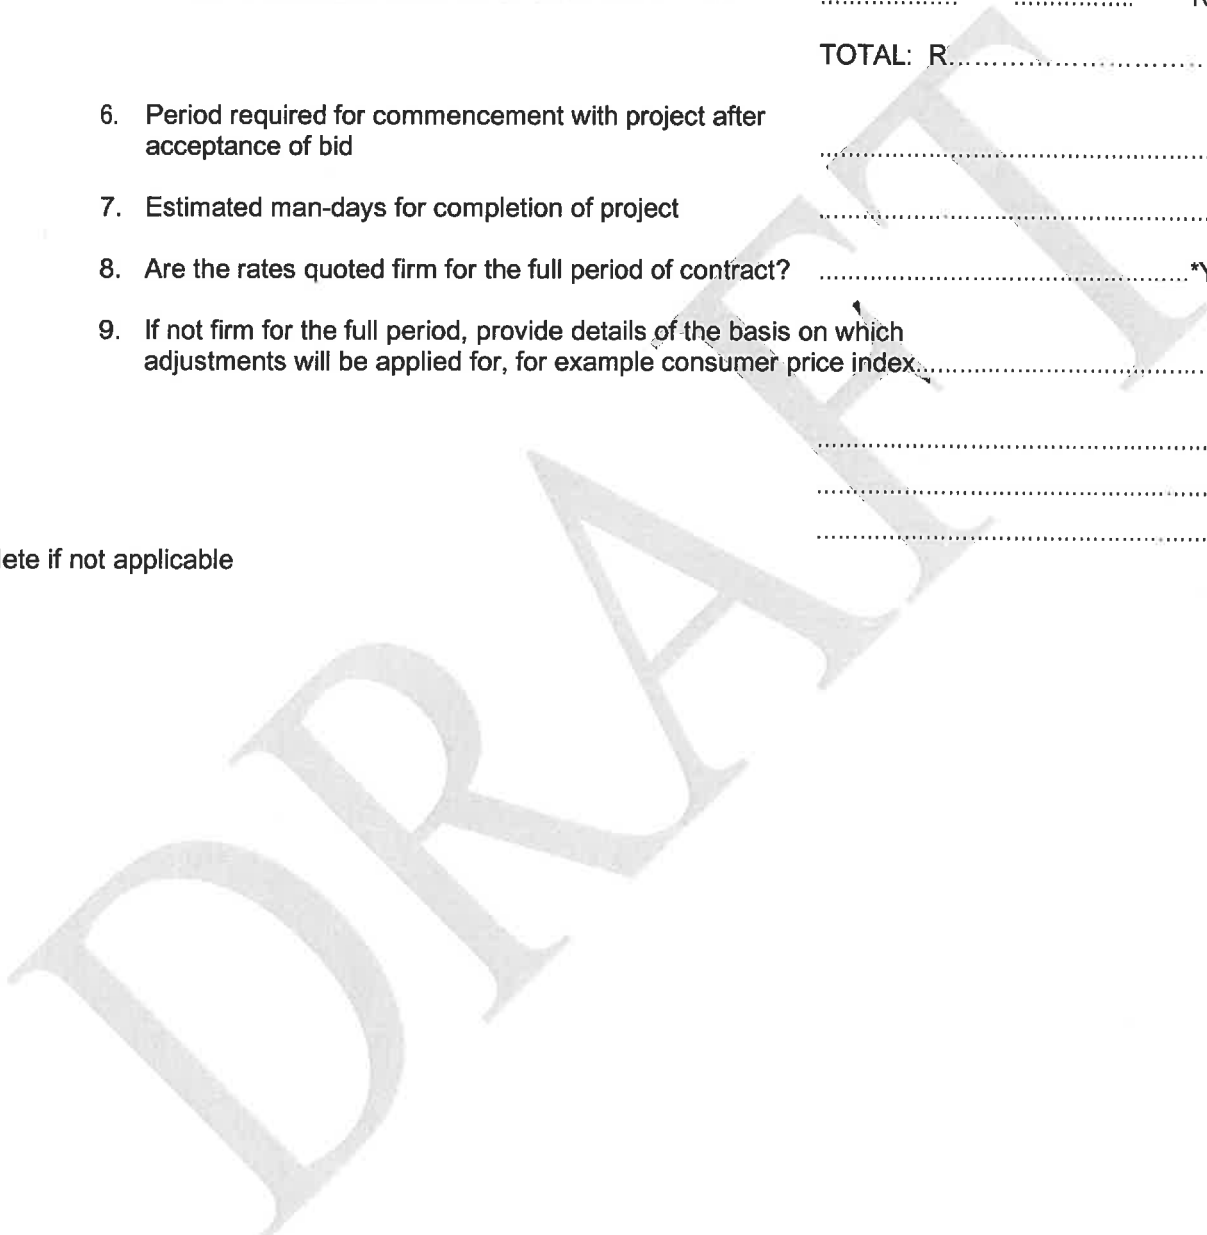 TOTAL: R..............................
6. Period required for commencement with project after
acceptance of bid ..................................................
7. Estimated man-days for completion of project ..................................................
8. Are the rates quoted firm for the full period of contract? ..................................................*
9. If not firm for the full period, provide details of the basis on which
adjustments will be applied for, for example consumer price index...................................
..................................................
..................................................
..................................................
if not applicable
DRAFT